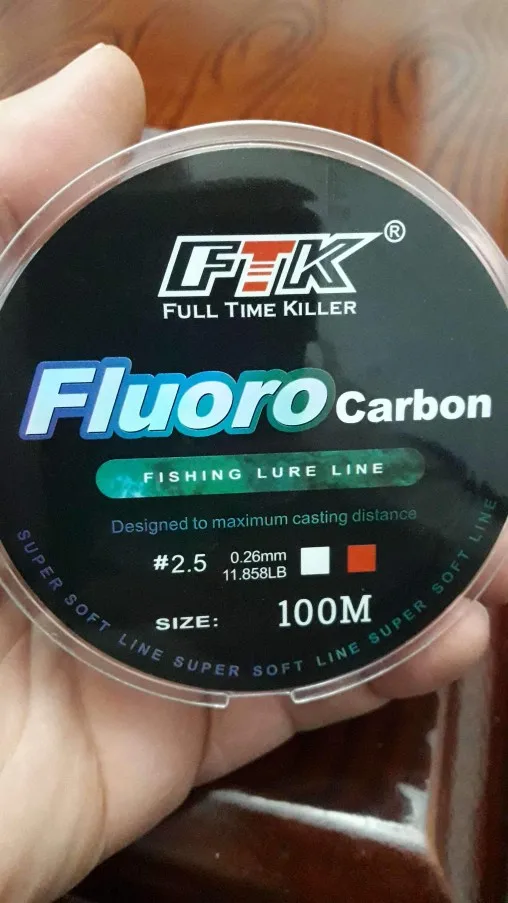 FTK®
FULL TIME KILLER
Fluoro Carbon
FISHING LURE LINE
Designed to maximum casting distance
#2.5 0.26mm
11.858LB
SIZE: 100M
SUPER SOFT LINE SUPER SOFT LINE SUPER SOFT LINE